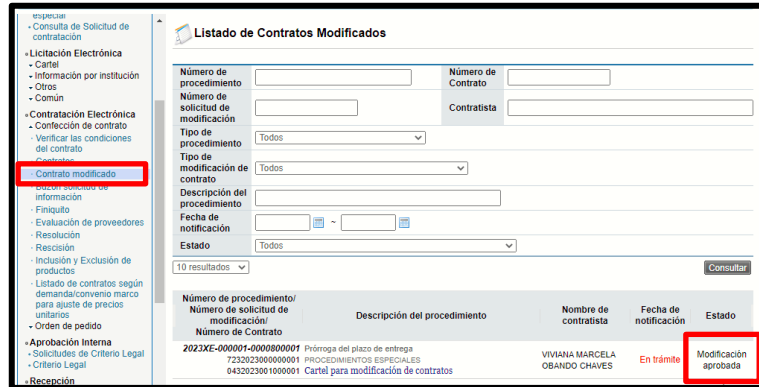 especial
Consulta de Solicitud de
contratación
Licitación Electrónica
Cartel
Información por institución
Otros
Común
Contratación Electrónica
Confección de contrato
Verificar las condiciones
del contrato
Contratos
Contrato modificado
Buzón solicitud de
información
Finiquito
Evaluación de proveedores
Resolución
Rescisión
Inclusión y Exclusión de
productos
Listado de contratos según
demanda/convenio marco
para ajuste de precios
unitarios
Orden de pedido
Aprobación Interna
Solicitudes de Criterio Legal
Criterio Legal
Recepción
Listado de Contratos Modificados
Número de
procedimiento
Número de
Contrato
Número de
solicitud de
modificación
Contratista
Tipo de
procedimiento
Todos
Tipo de
modificación de
contrato
Todos
Descripción del
procedimiento
Fecha de
notificación
~
Estado
Todos
10 resultados
Consultar
Número de procedimiento/
Número de solicitud de
modificación/
Número de Contrato
Descripción del procedimiento
Nombre de
contratista
Fecha de
notificación
Estado
2023XE-000001-0000800001 Prórroga del plazo de entrega
7232023000000001 PROCEDIMIENTOS ESPECIALES
0432023001000001 Cartel para modificación de contratos
VIVIANA MARCELA
OBANDO CHAVES
En trámite
Modificación
aprobada